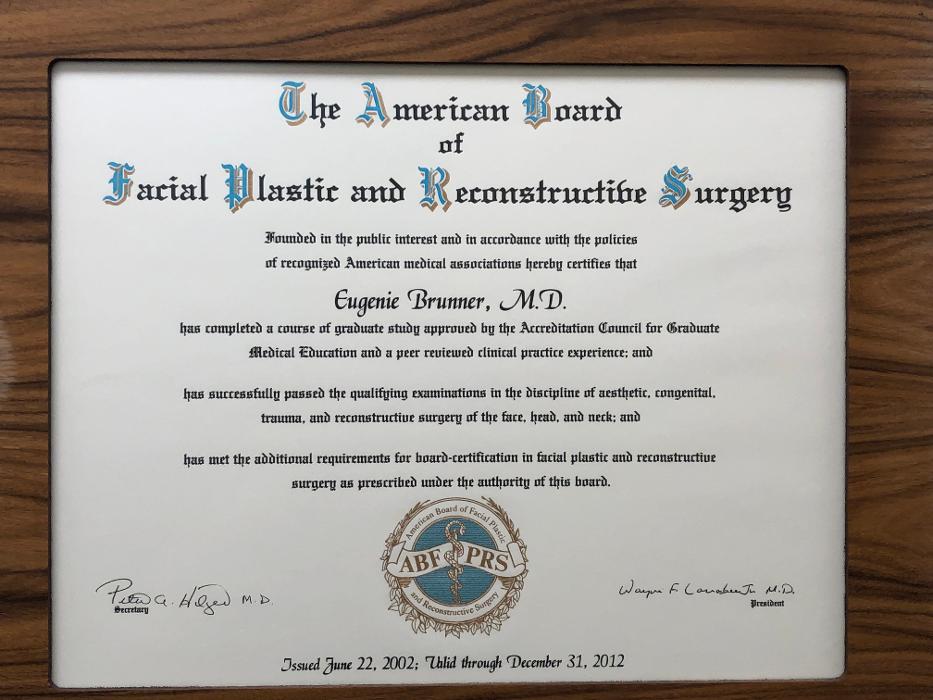 The American Board
of
Facial Plastic and Reconstructive Surgery
Founded in the public interest and in accordance with the policies
of recognized American medical associations hereby certifies that
Eugenie Brunner, M.D.
has completed a course of graduate study approved by the Accreditation Council for Graduate
Medical Education and a peer reviewed clinical practice experience; and
has successfully passed the qualifying examinations in the discipline of aesthetic, congenital,
trauma, and reconstructive surgery of the face, head, and neck; and
has met the additional requirements for board-certification in facial plastic and reconstructive
surgery as prescribed under the authority of this board.
American Board of Facial Plastic
ABF PRS
and Reconstructive Surgery
Peter A. M.D.
Secretary
Wayne F M.D.
President
Issued June 22, 2002; Valid through December 31, 2012